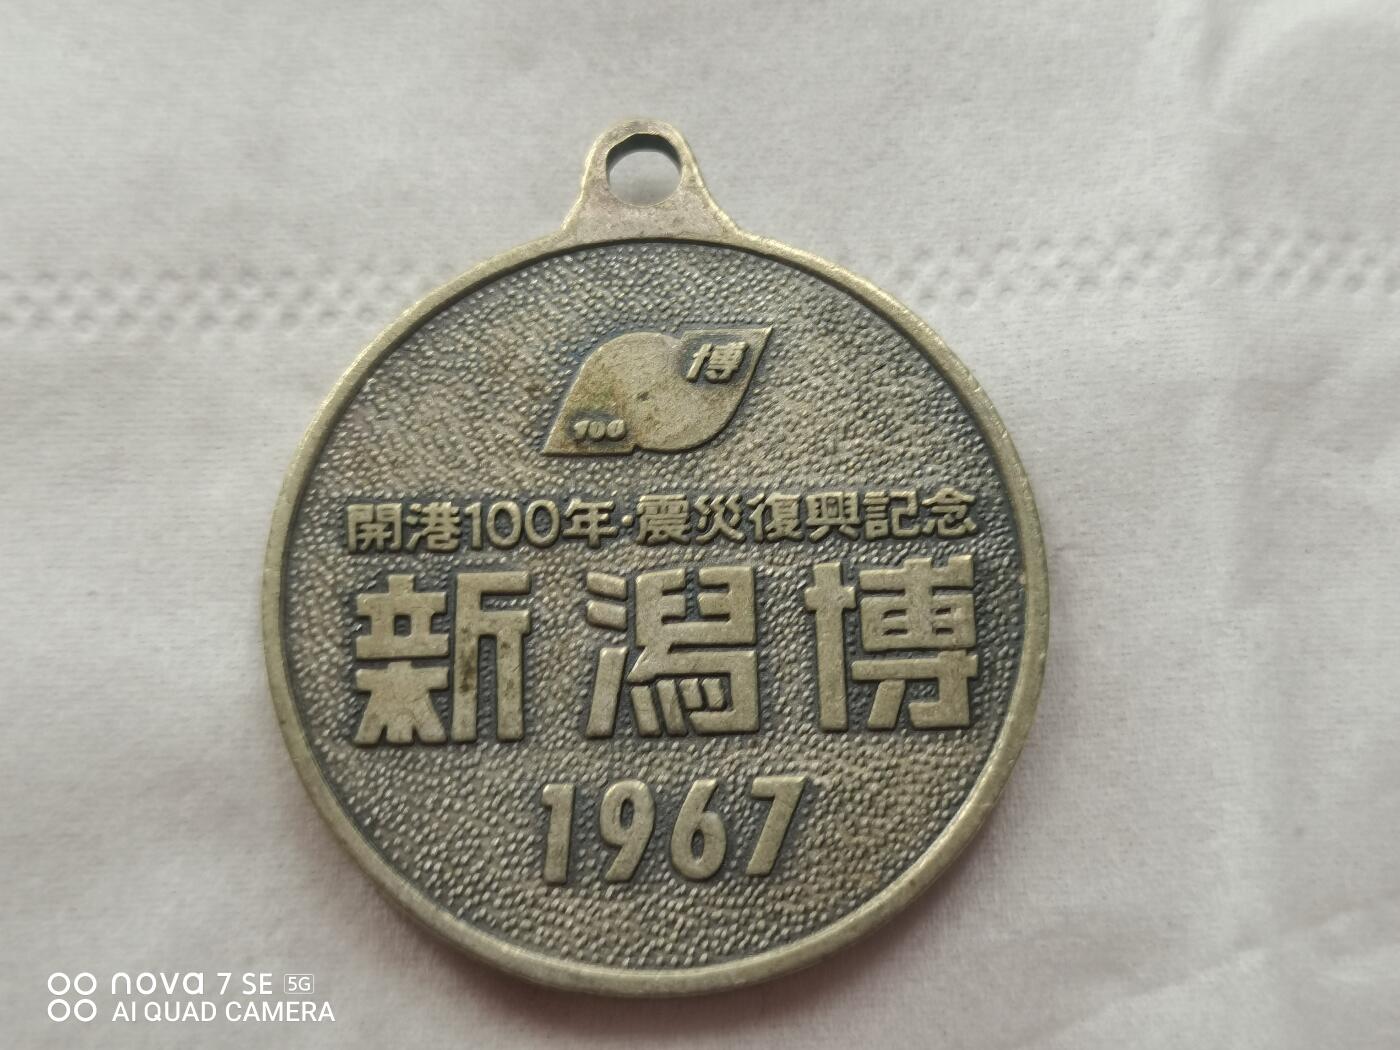 博
100
開港100年·震災復興記念
新潟博
1967
nova 7 SE 5G
AI QUAD CAMERA